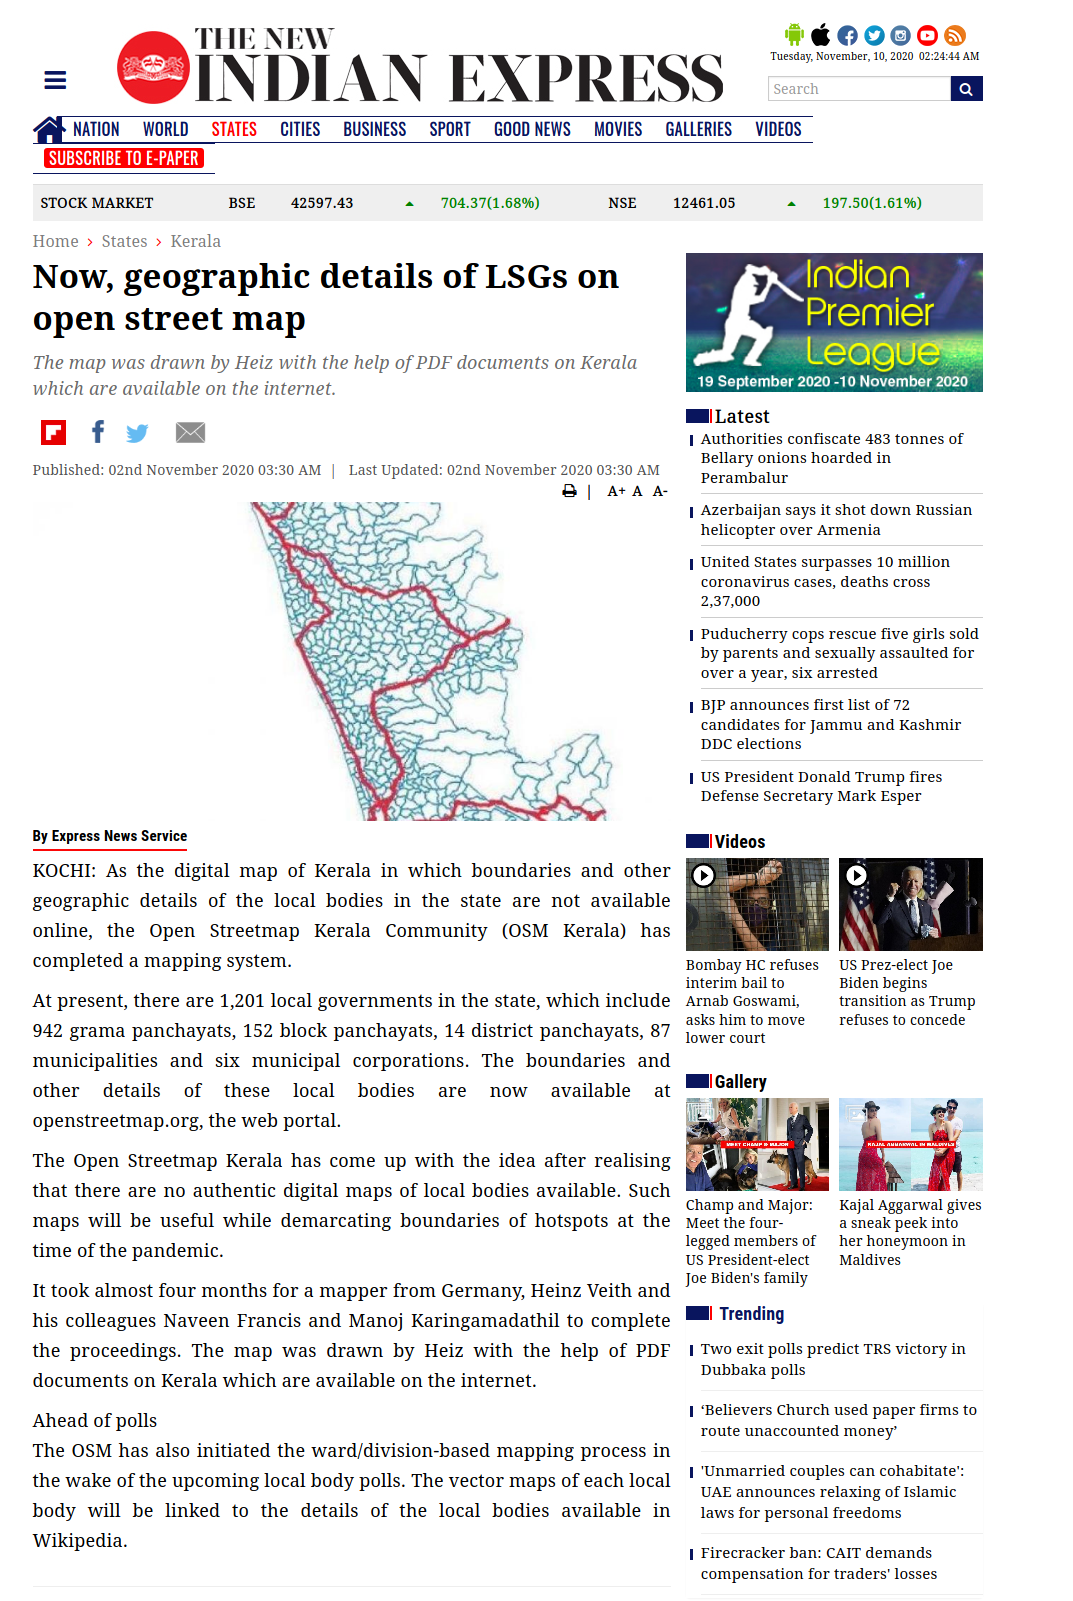 THE NEW
INDIAN EXPRESS
Tuesday, November, 10, 2020 02:24:44 AM
Search
NATION WORLD STATES CITIES BUSINESS SPORT GOOD NEWS MOVIES GALLERIES VIDEOS
SUBSCRIBE TO E-PAPER
STOCK MARKET BSE 42597.43 704.37(1.68%) NSE 12461.05 197.50(1.61%)
Home › States › Kerala
Now, geographic details of LSGs on
open street map
The map was drawn by Heiz with the help of PDF documents on Kerala
which are available on the internet.
Published: 02nd November 2020 03:30 AM | Last Updated: 02nd November 2020 03:30 AM
| A+ A A-
By Express News Service
KOCHI: As the digital map of Kerala in which boundaries and other
geographic details of the local bodies in the state are not available
online, the Open Streetmap Kerala Community (OSM Kerala) has
completed a mapping system.
At present, there are 1,201 local governments in the state, which include
942 grama panchayats, 152 block panchayats, 14 district panchayats, 87
municipalities and six municipal corporations. The boundaries and
other details of these local bodies are now available at
openstreetmap.org, the web portal.
The Open Streetmap Kerala has come up with the idea after realising
that there are no authentic digital maps of local bodies available. Such
maps will be useful while demarcating boundaries of hotspots at the
time of the pandemic.
It took almost four months for a mapper from Germany, Heinz Veith and
his colleagues Naveen Francis and Manoj Karingamadathil to complete
the proceedings. The map was drawn by Heiz with the help of PDF
documents on Kerala which are available on the internet.
Ahead of polls
The OSM has also initiated the ward/division-based mapping process in
the wake of the upcoming local body polls. The vector maps of each local
body will be linked to the details of the local bodies available in
Wikipedia.
Indian
Premier
League
19 September 2020 -10 November 2020
Latest
Authorities confiscate 483 tonnes of
Bellary onions hoarded in
Perambalur
Azerbaijan says it shot down Russian
helicopter over Armenia
United States surpasses 10 million
coronavirus cases, deaths cross
2,37,000
Puducherry cops rescue five girls sold
by parents and sexually assaulted for
over a year, six arrested
BJP announces first list of 72
candidates for Jammu and Kashmir
DDC elections
US President Donald Trump fires
Defense Secretary Mark Esper
Videos
Bombay HC refuses
interim bail to
Arnab Goswami,
asks him to move
lower court
US Prez-elect Joe
Biden begins
transition as Trump
refuses to concede
Gallery
MEET CHAMP & MAJOR
KAJAL AGGARWAL IN MALDIVES
Champ and Major:
Meet the four-
legged members of
US President-elect
Joe Biden's family
Kajal Aggarwal gives
a sneak peek into
her honeymoon in
Maldives
Trending
Two exit polls predict TRS victory in
Dubbaka polls
‘Believers Church used paper firms to
route unaccounted money’
'Unmarried couples can cohabitate':
UAE announces relaxing of Islamic
laws for personal freedoms
Firecracker ban: CAIT demands
compensation for traders' losses